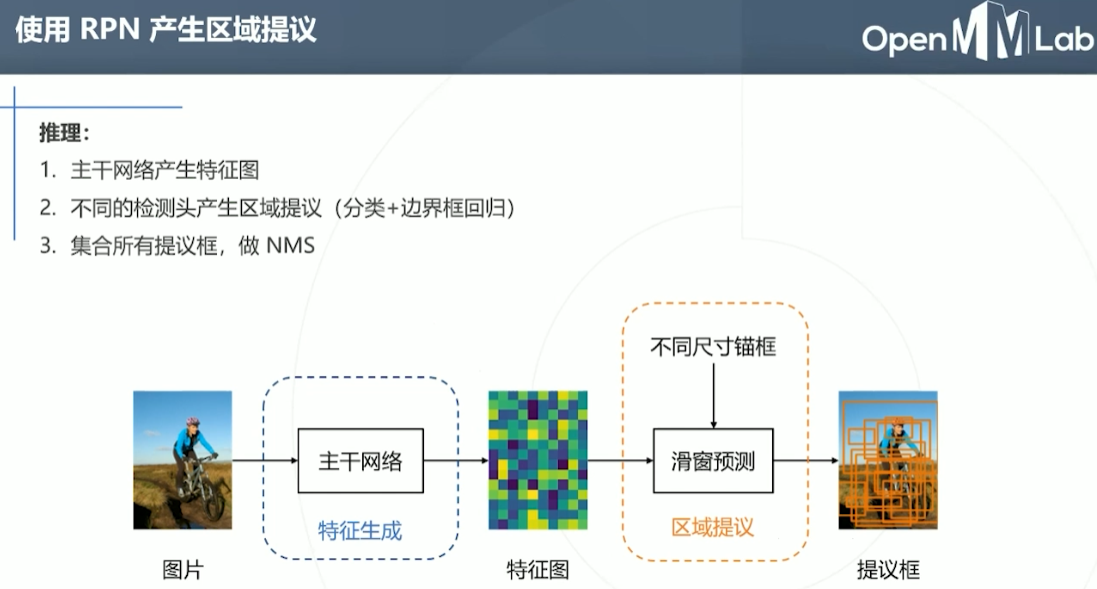 使用 RPN 产生区域提议
OpenMMLab
推理：
1. 主干网络产生特征图
2. 不同的检测头产生区域提议（分类+边界框回归）
3. 集合所有提议框，做 NMS
不同尺寸锚框
主干网络
滑窗预测
特征生成
区域提议
图片
特征图
提议框